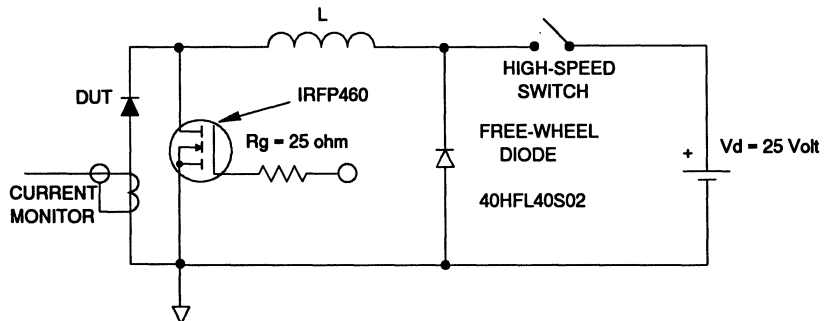 L
HIGH-SPEED
SWITCH
DUT
IRFP460
Rg = 25 ohm
FREE-WHEEL
DIODE
+
Vd = 25 Volt
CURRENT
MONITOR
40HFL40S02